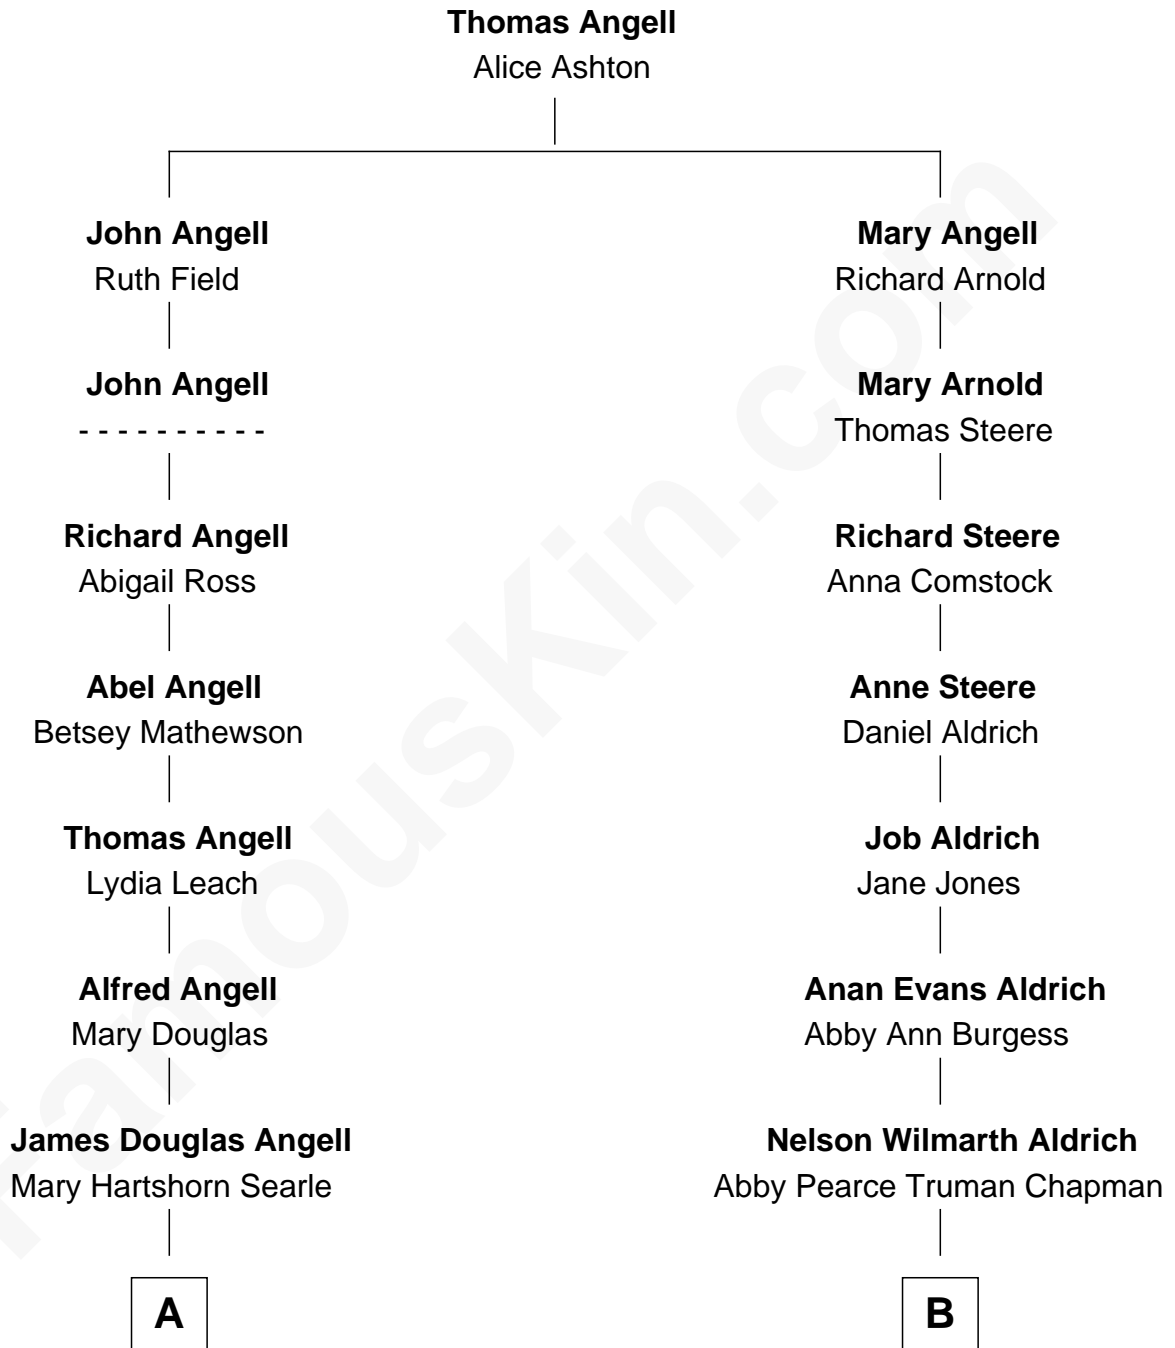 Thomas Angell
Alice Ashton
John Angell
Ruth Field
Mary Angell
Richard Arnold
John Angell
- - - - - - - - - -
Mary Arnold
Thomas Steere
Richard Angell
Abigail Ross
Richard Steere
Anna Comstock
Abel Angell
Betsey Mathewson
Anne Steere
Daniel Aldrich
Thomas Angell
Lydia Leach
Job Aldrich
Jane Jones
Alfred Angell
Mary Douglas
Anan Evans Aldrich
Abby Ann Burgess
James Douglas Angell
Mary Hartshorn Searle
Nelson Wilmarth Aldrich
Abby Pearce Truman Chapman
A
B
FamousKin.com